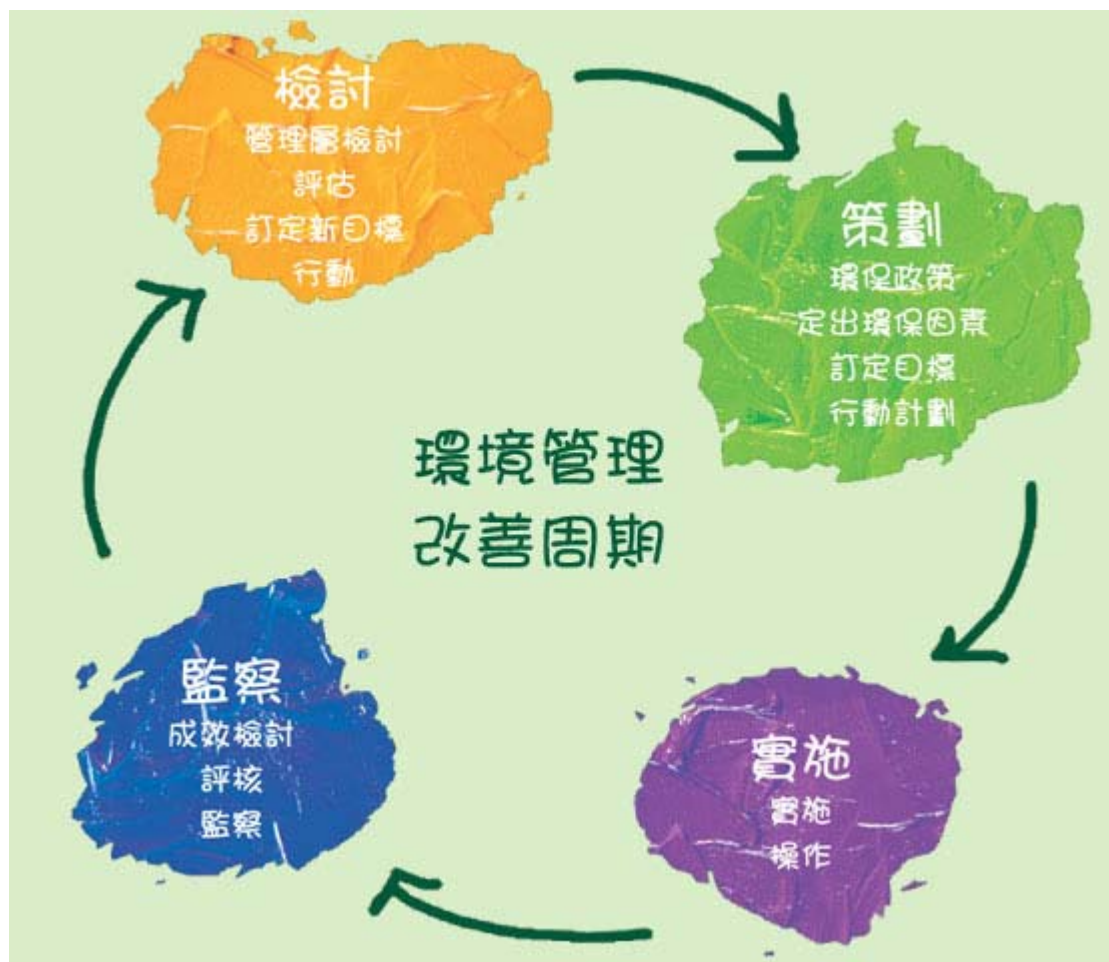 檢討
管理層檢討
評估
訂定新目標
行動
策劃
環保政策
定出環保因素
訂定目標
行動計劃
環境管理
改善周期
實施
實施
操作
監察
成效檢討
評核
監察